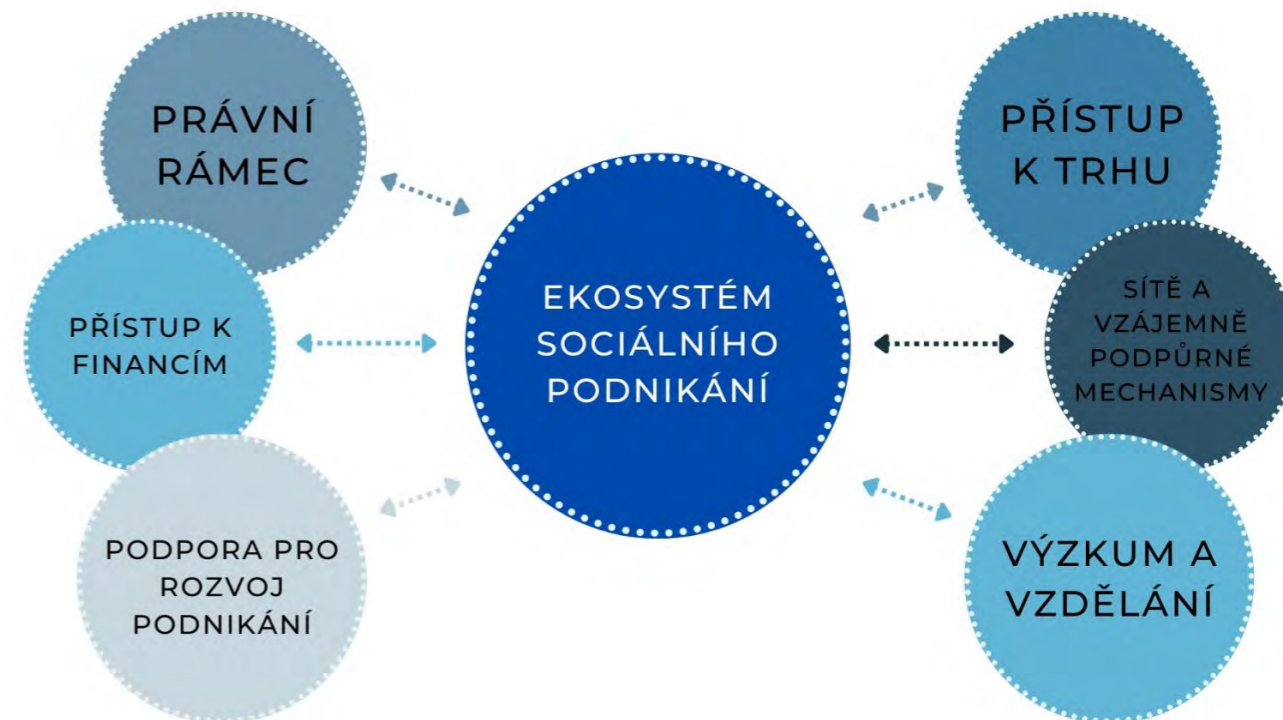 PRÁVNÍ
RÁMEC
PŘÍSTUP K
FINANCÍM
PODPORA PRO
ROZVOJ
PODNIKÁNÍ
EKOSYSTÉM
SOCIÁLNÍHO
PODNIKÁNÍ
PŘÍSTUP
K TRHU
SÍTĚ A
VZÁJEMNĚ
PODPŮRNÉ
MECHANISMY
VÝZKUM A
VZDĚLÁNÍ